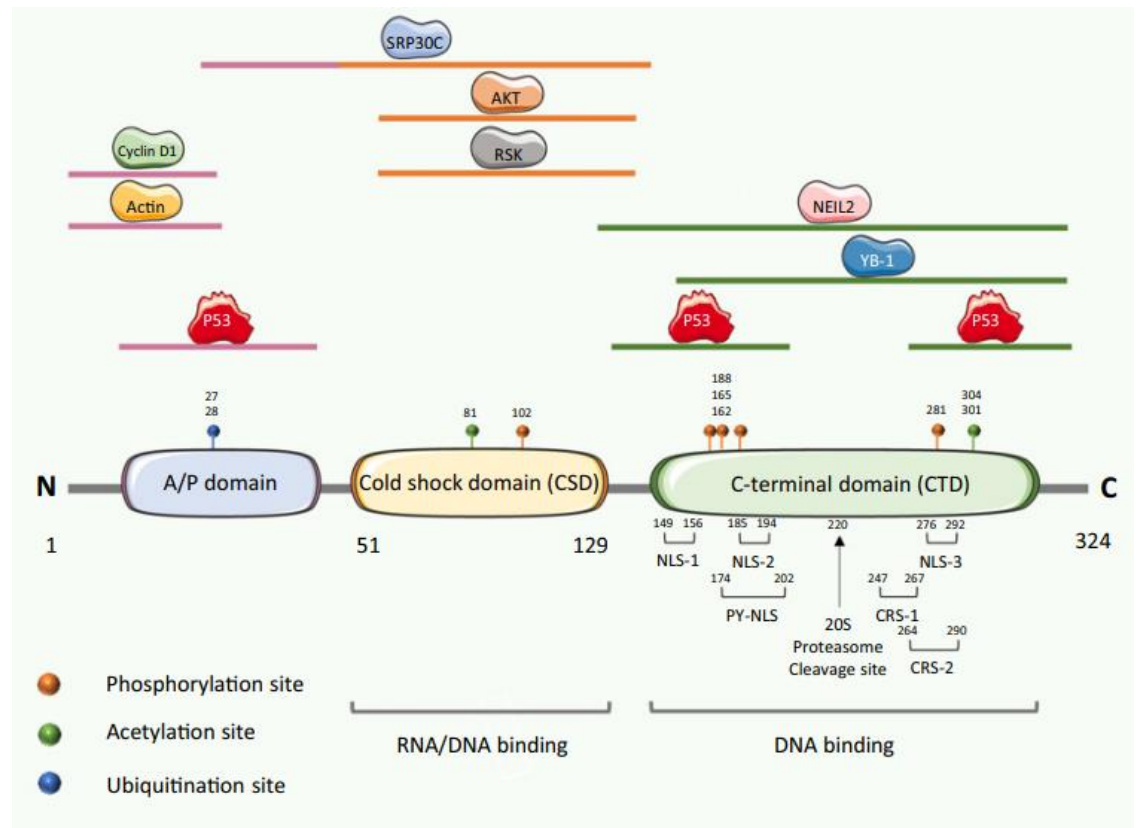 SRP30C
AKT
Cyclin D1
RSK
Actin
NEIL2
YB-1
P53
P53
P53
27
28
81
102
188
165
162
281
304
301
N
A/P domain
Cold shock domain (CSD)
C-terminal domain (CTD)
C
1
51
129
324
149 156
NLS-1
185 194
NLS-2
220
276 292
NLS-3
174 202
PY-NLS
20S
Proteasome
Cleavage site
247 267
CRS-1
264 290
CRS-2
Phosphorylation site
Acetylation site
Ubiquitination site
RNA/DNA binding
DNA binding